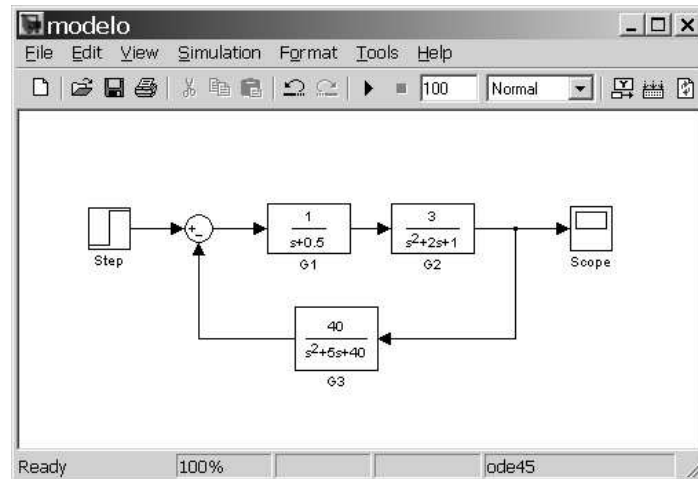 modelo
File Edit View Simulation Format Tools Help
100 Normal
Step
+-
1
s+0.5
G1
3
s²+2s+1
G2
Scope
40
s²+5s+40
G3
Ready 100% ode45